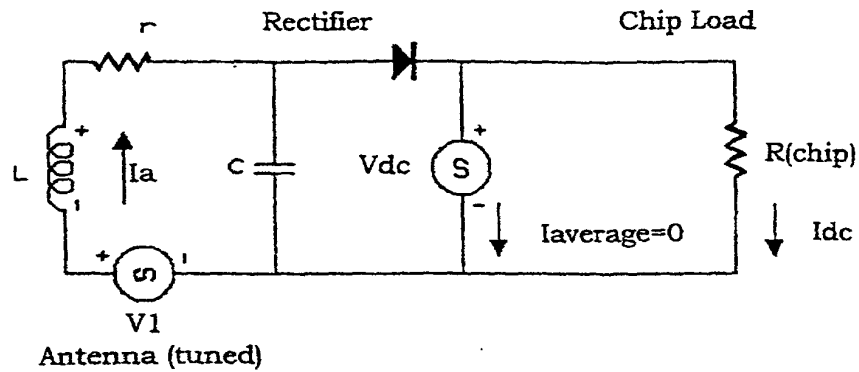 r
Rectifier
Chip Load
+
L
Ia
-
C
Vdc
+
S
-
R(chip)
Iaverage=0
Idc
+
S
-
V1
Antenna (tuned)